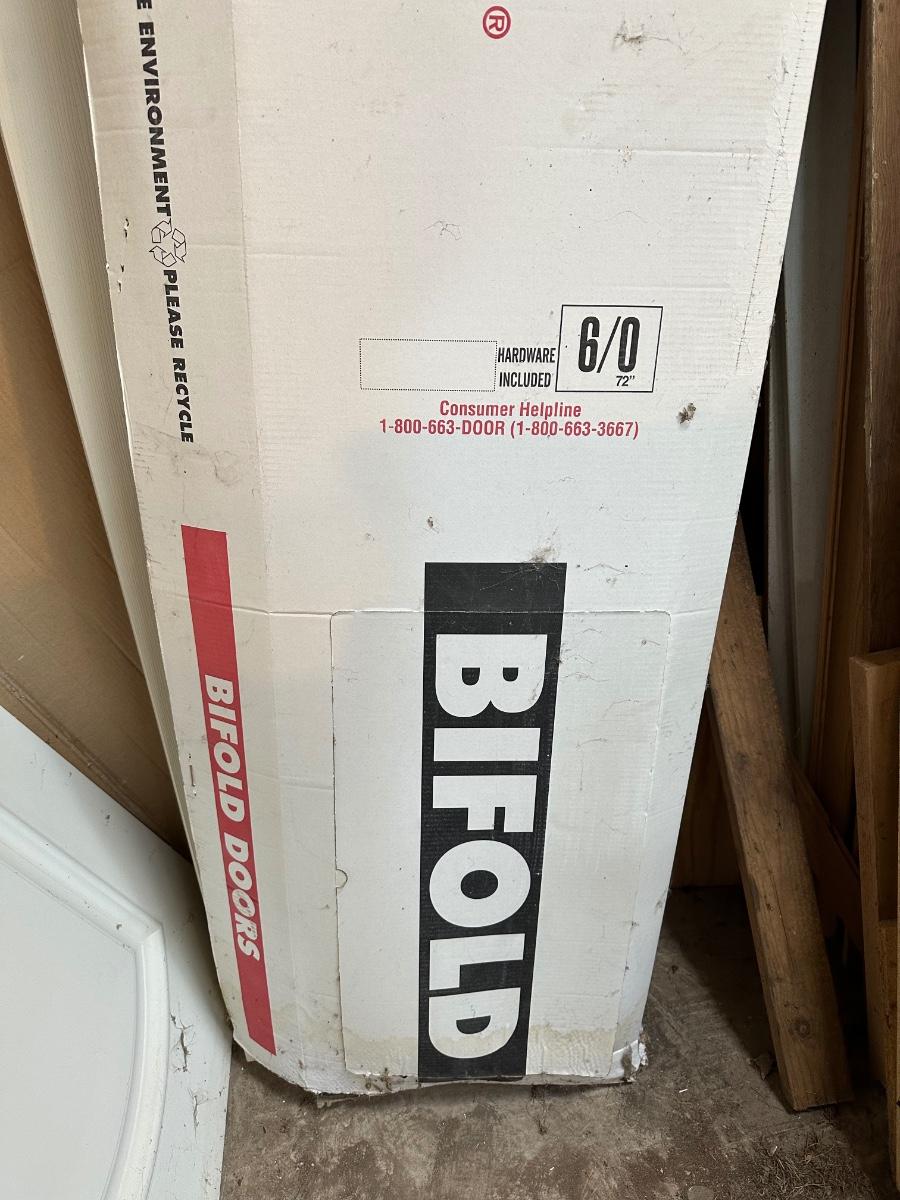 ®
E ENVIRONMENT PLEASE RECYCLE
HARDWARE
INCLUDED
6/0
72"
Consumer Helpline
1-800-663-DOOR (1-800-663-3667)
BIFOLD DOORS
BIFOLD